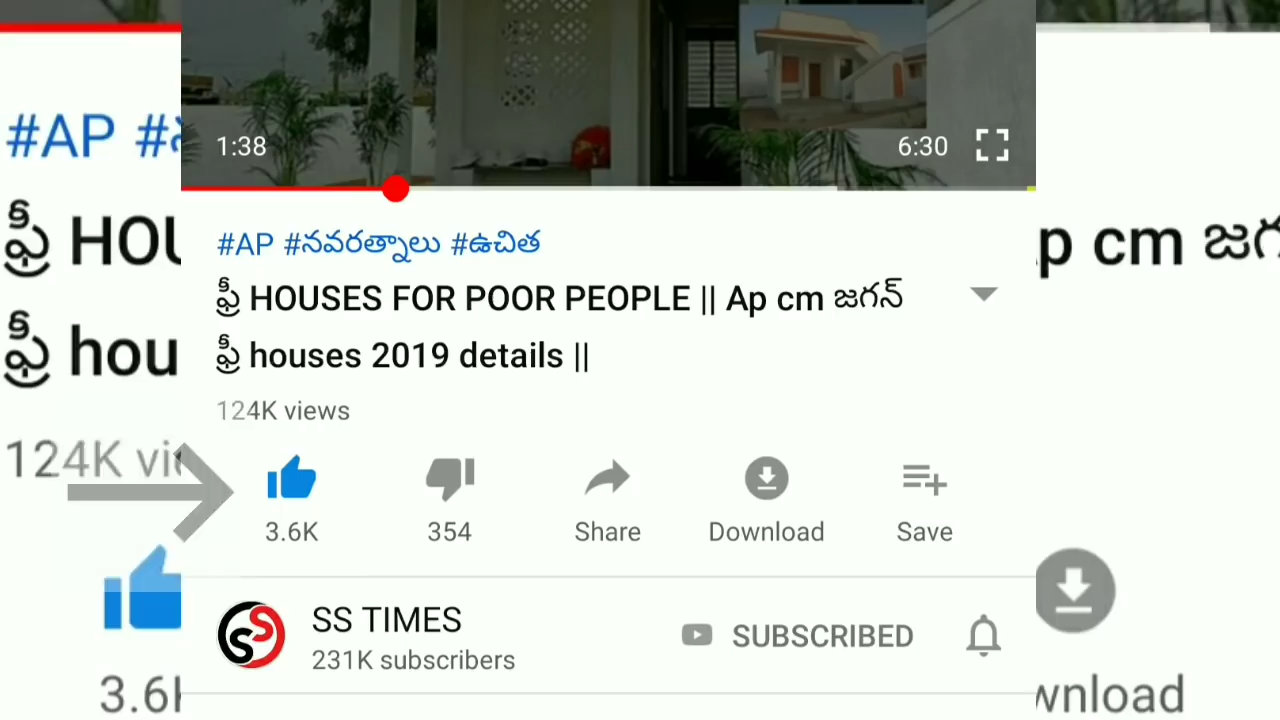 1:38
6:30
#AP #నవరత్నాలు #ఉచిత
ఫ్రీ HOUSES FOR POOR PEOPLE || Ap cm జగన్
ఫ్రీ houses 2019 details ||
124K views
3.6K
354
Share
Download
Save
SS TIMES
SUBSCRIBED
231K subscribers